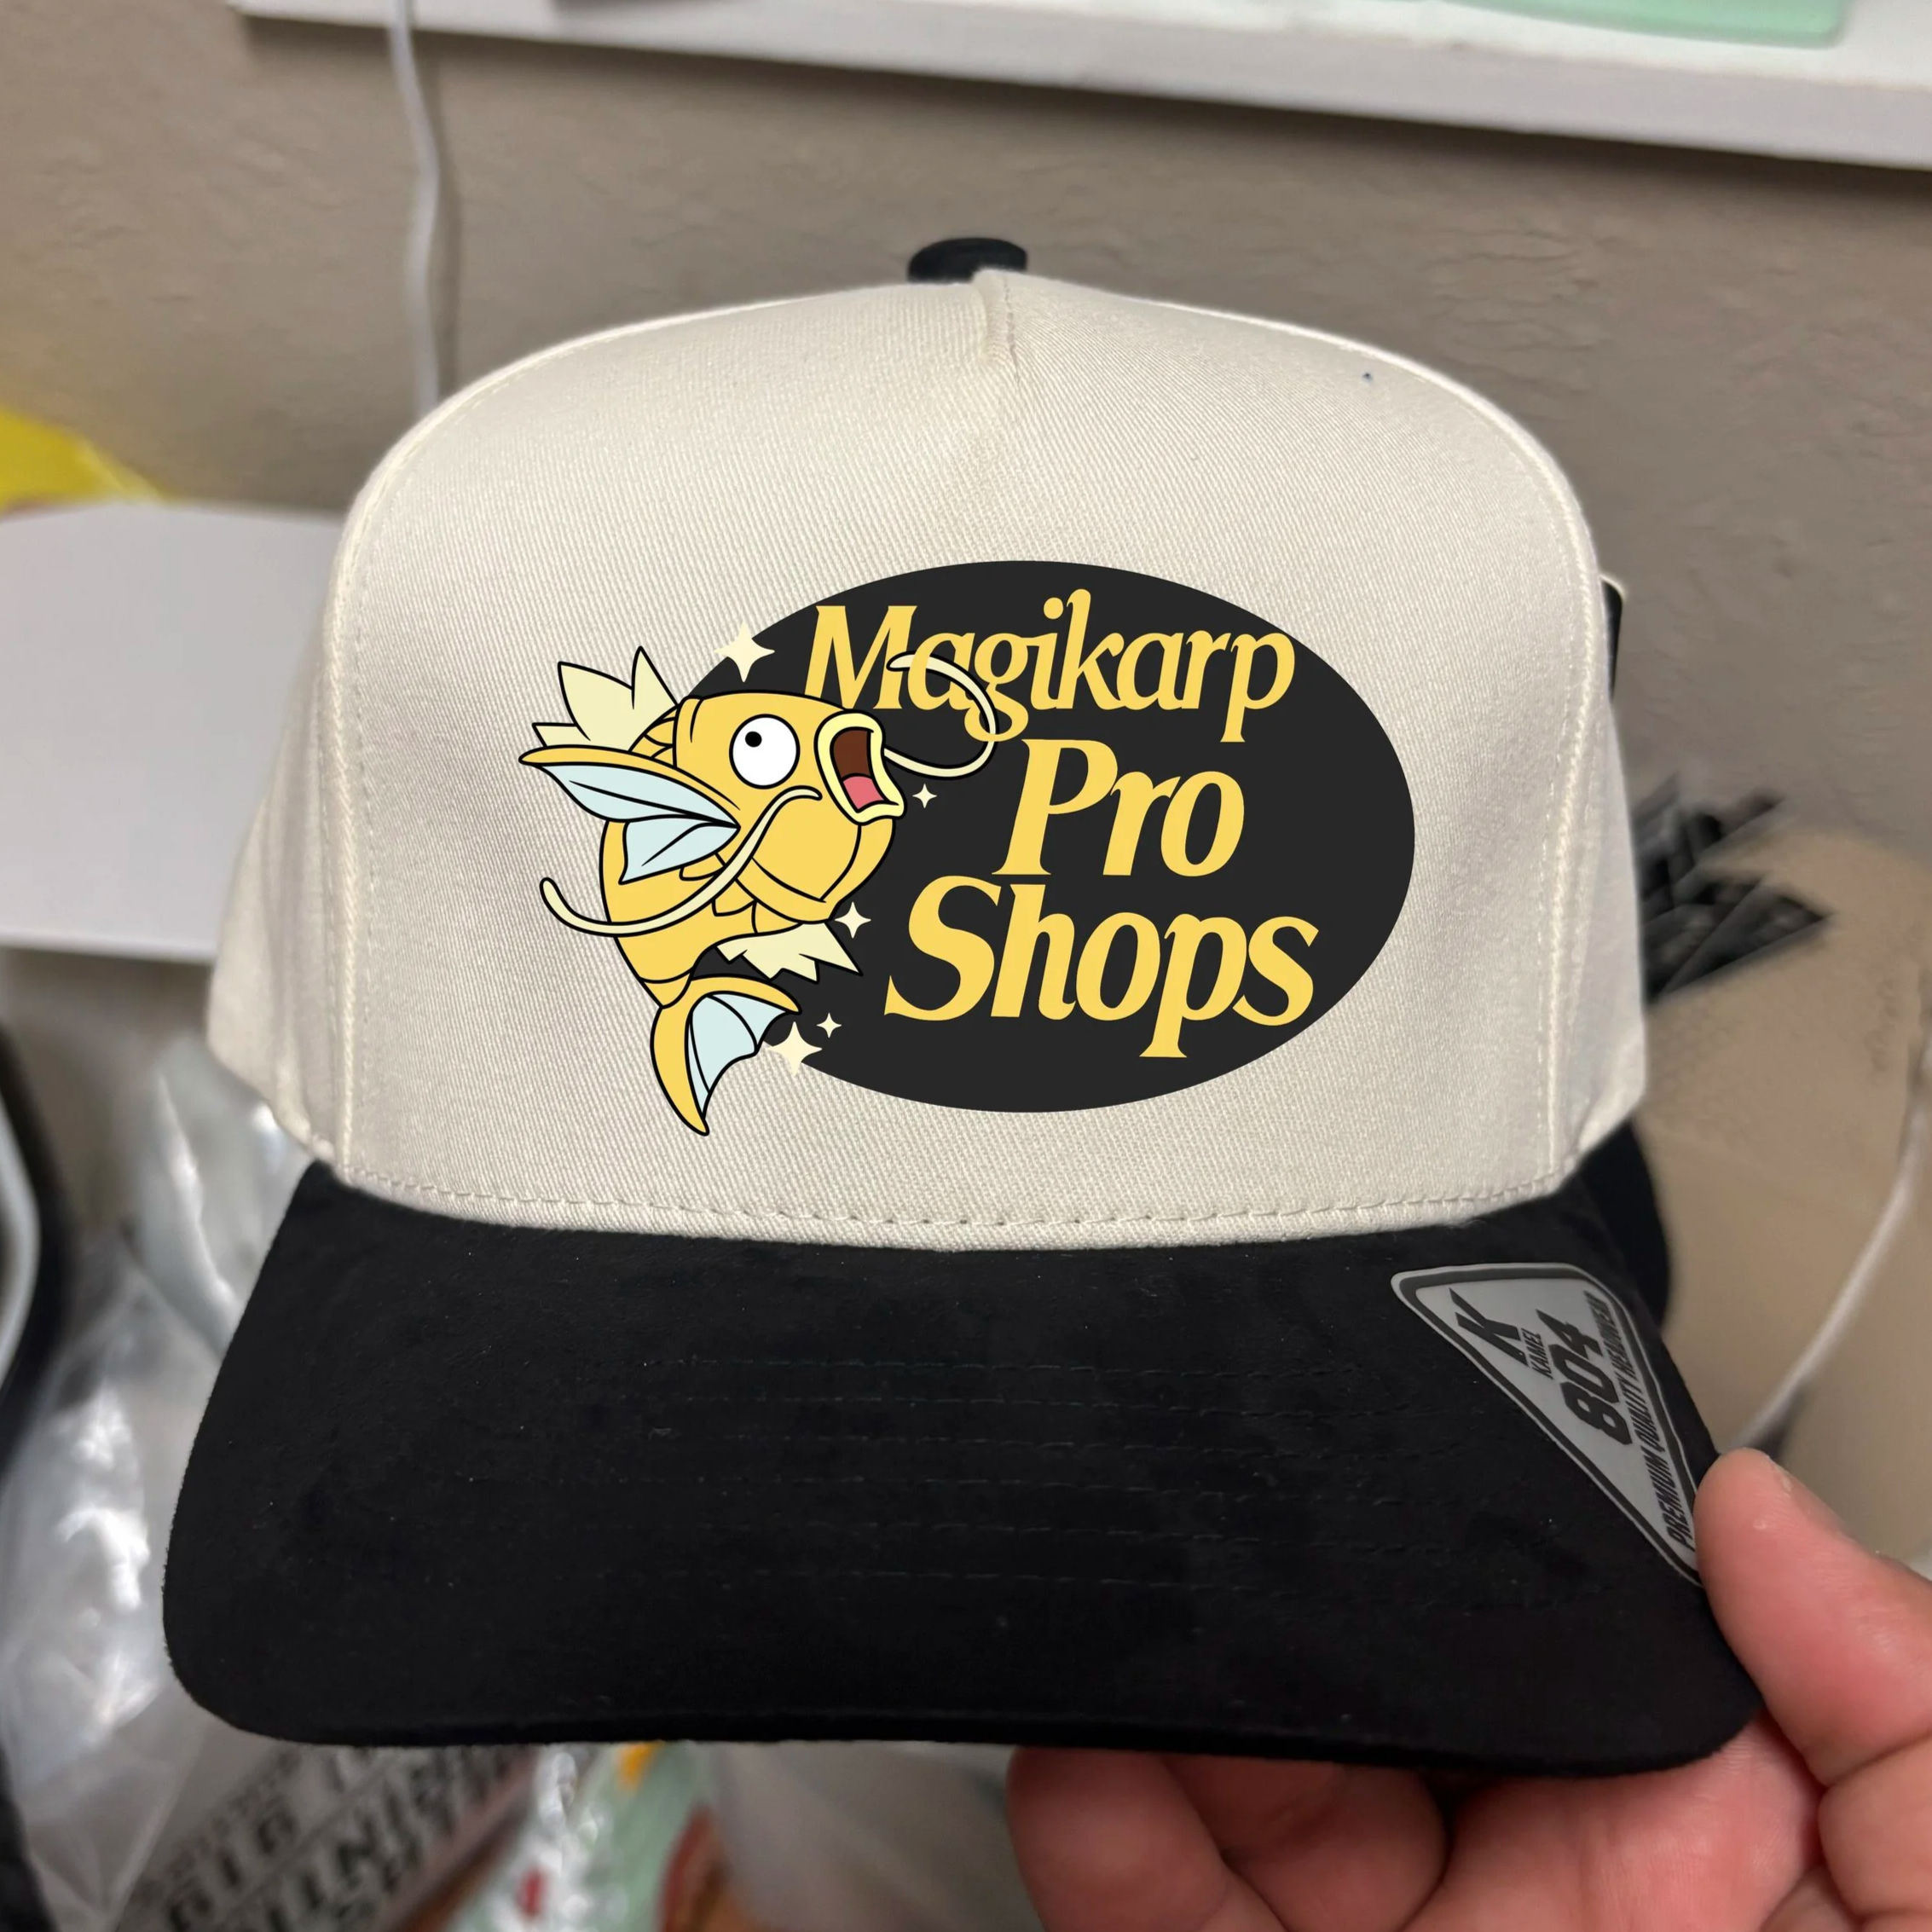 Magikarp
Pro
Shops
K
KAMEL
804
PREMIUM QUALITY HEADWEAR